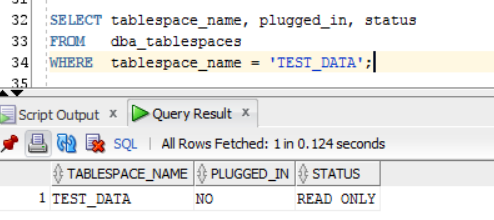 32 SELECT tablespace_name, plugged_in, status
33 FROM dba_tablespaces
34 WHERE tablespace_name = 'TEST_DATA';
35
Script Output x Query Result x
SQL | All Rows Fetched: 1 in 0.124 seconds
TABLESPACE_NAME PLUGGED_IN STATUS
1 TEST_DATA NO READ ONLY